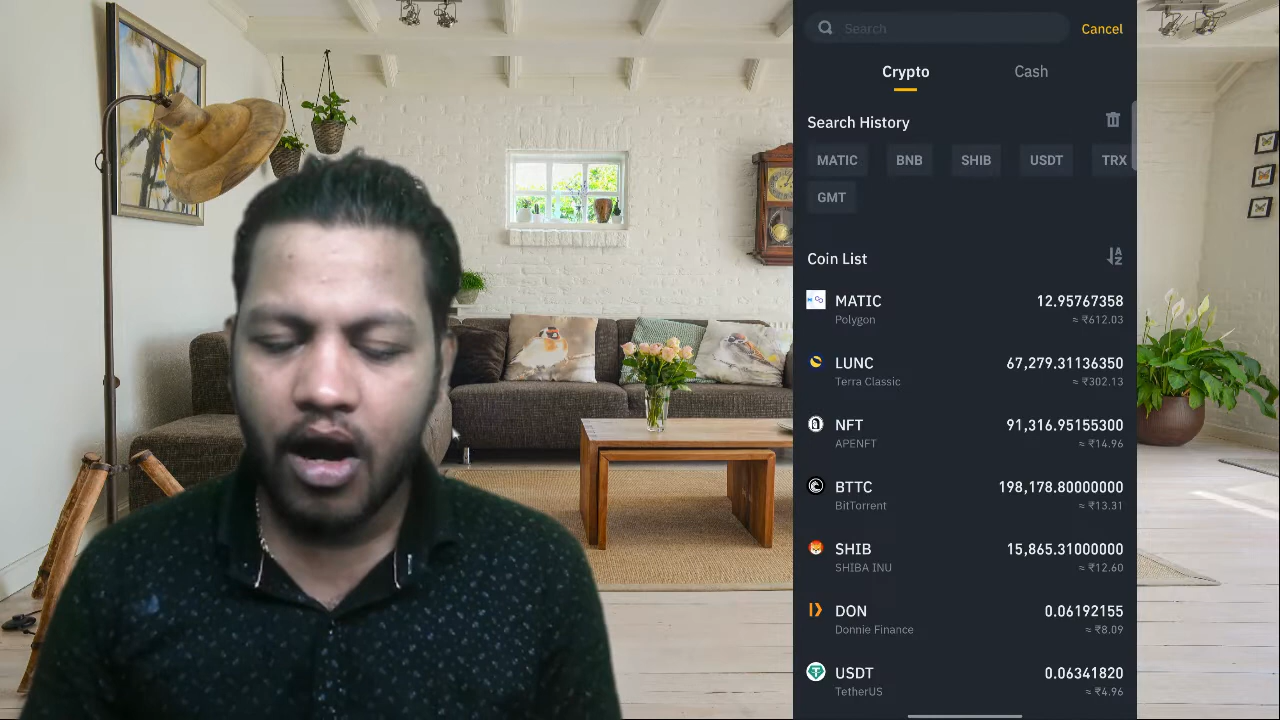 Search
Cancel
Crypto Cash
Search History
MATIC BNB SHIB USDT TRX
GMT
Coin List
MATIC 12.95767358
Polygon ≈ ₹612.03
LUNC 67,279.31136350
Terra Classic ≈ ₹302.13
NFT 91,316.95155300
APENFT ≈ ₹14.96
BTTC 198,178.80000000
BitTorrent ≈ ₹13.31
SHIB 15,865.31000000
SHIBA INU ≈ ₹12.60
DON 0.06192155
Donnie Finance ≈ ₹8.09
USDT 0.06341820
TetherUS ≈ ₹4.96